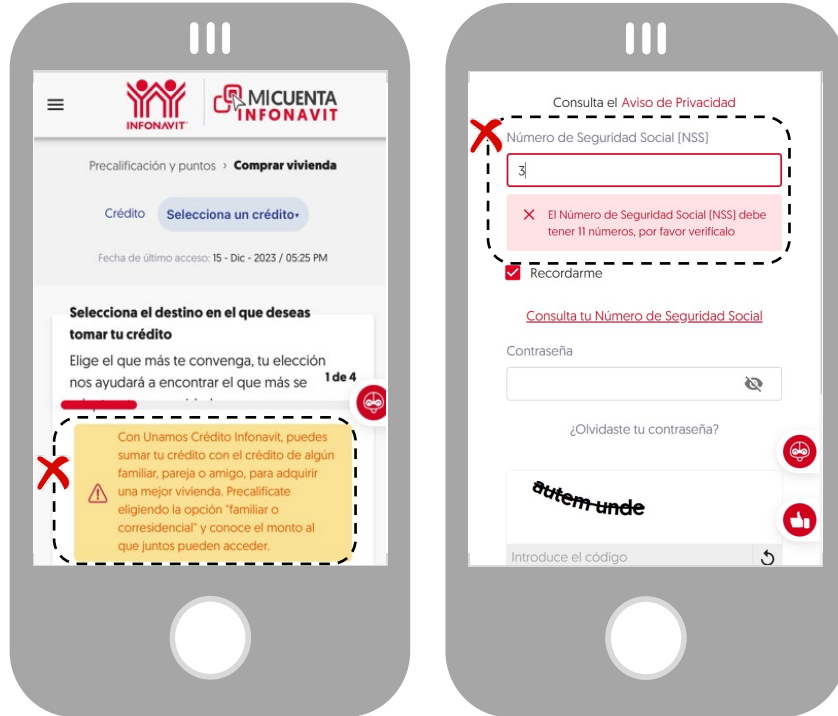 INFONAVIT
MICUENTA
INFONAVIT
Precalificación y puntos › Comprar vivienda
Crédito Selecciona un crédito
Fecha de último acceso: 15 - Dic - 2023 / 05:25 PM
Selecciona el destino en el que deseas
tomar tu crédito
Elige el que más te convenga, tu elección
nos ayudará a encontrar el que más se
1 de 4
Con Unamos Crédito Infonavit, puedes
sumar tu crédito con el crédito de algún
familiar, pareja o amigo, para adquirir
una mejor vivienda. Precalifícate
eligiendo la opción "familiar o
corresidencial" y conoce el monto al
que juntos pueden acceder.
Consulta el Aviso de Privacidad
Número de Seguridad Social (NSS)
3
El Número de Seguridad Social (NSS) debe
tener 11 números, por favor verifícalo
Recordarme
Consulta tu Número de Seguridad Social
Contraseña
¿Olvidaste tu contraseña?
autem unde
Introduce el código